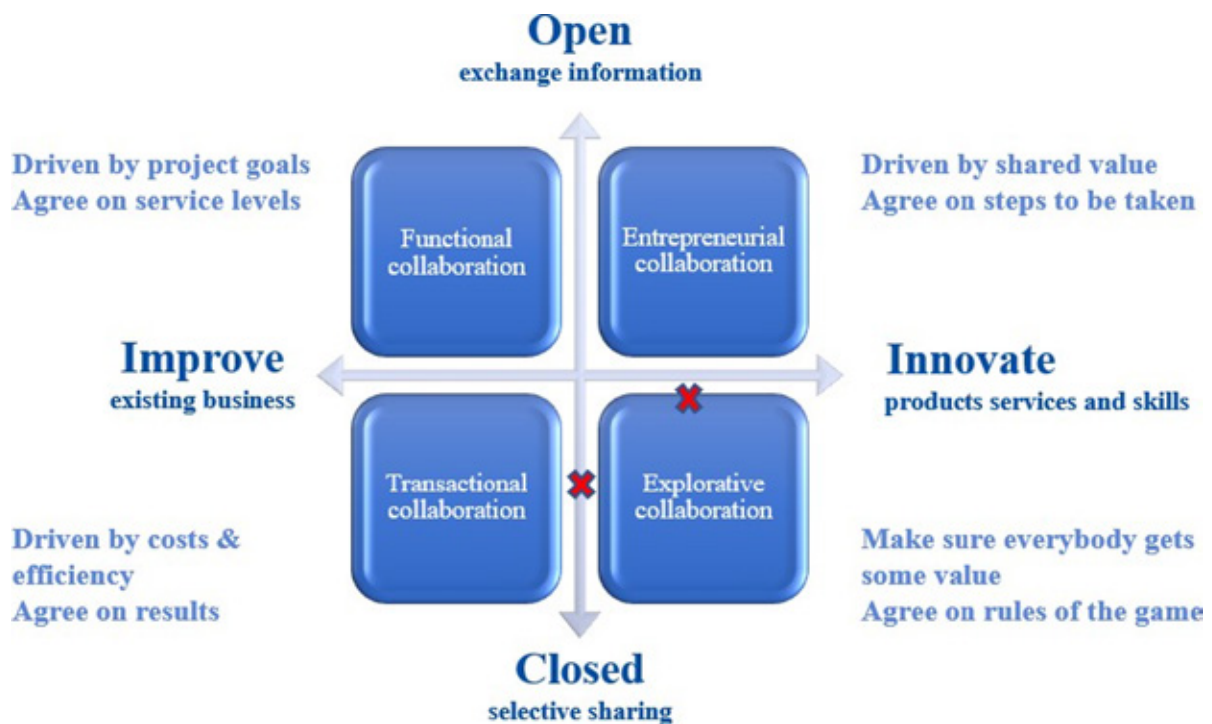 Open
exchange information
Driven by project goals
Agree on service levels
Functional
collaboration
Entrepreneurial
collaboration
Driven by shared value
Agree on steps to be taken
Improve
existing business
Innovate
products services and skills
Transactional
collaboration
Explorative
collaboration
Driven by costs &
efficiency
Agree on results
Make sure everybody gets
some value
Agree on rules of the game
Closed
selective sharing